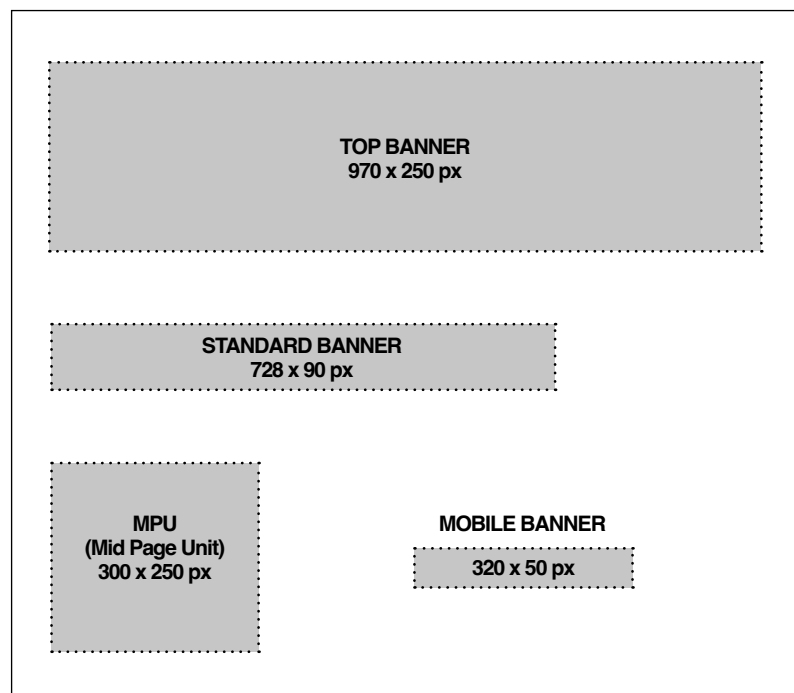 TOP BANNER
970 x 250 px
STANDARD BANNER
728 x 90 px
MPU
(Mid Page Unit)
300 x 250 px
MOBILE BANNER
320 x 50 px